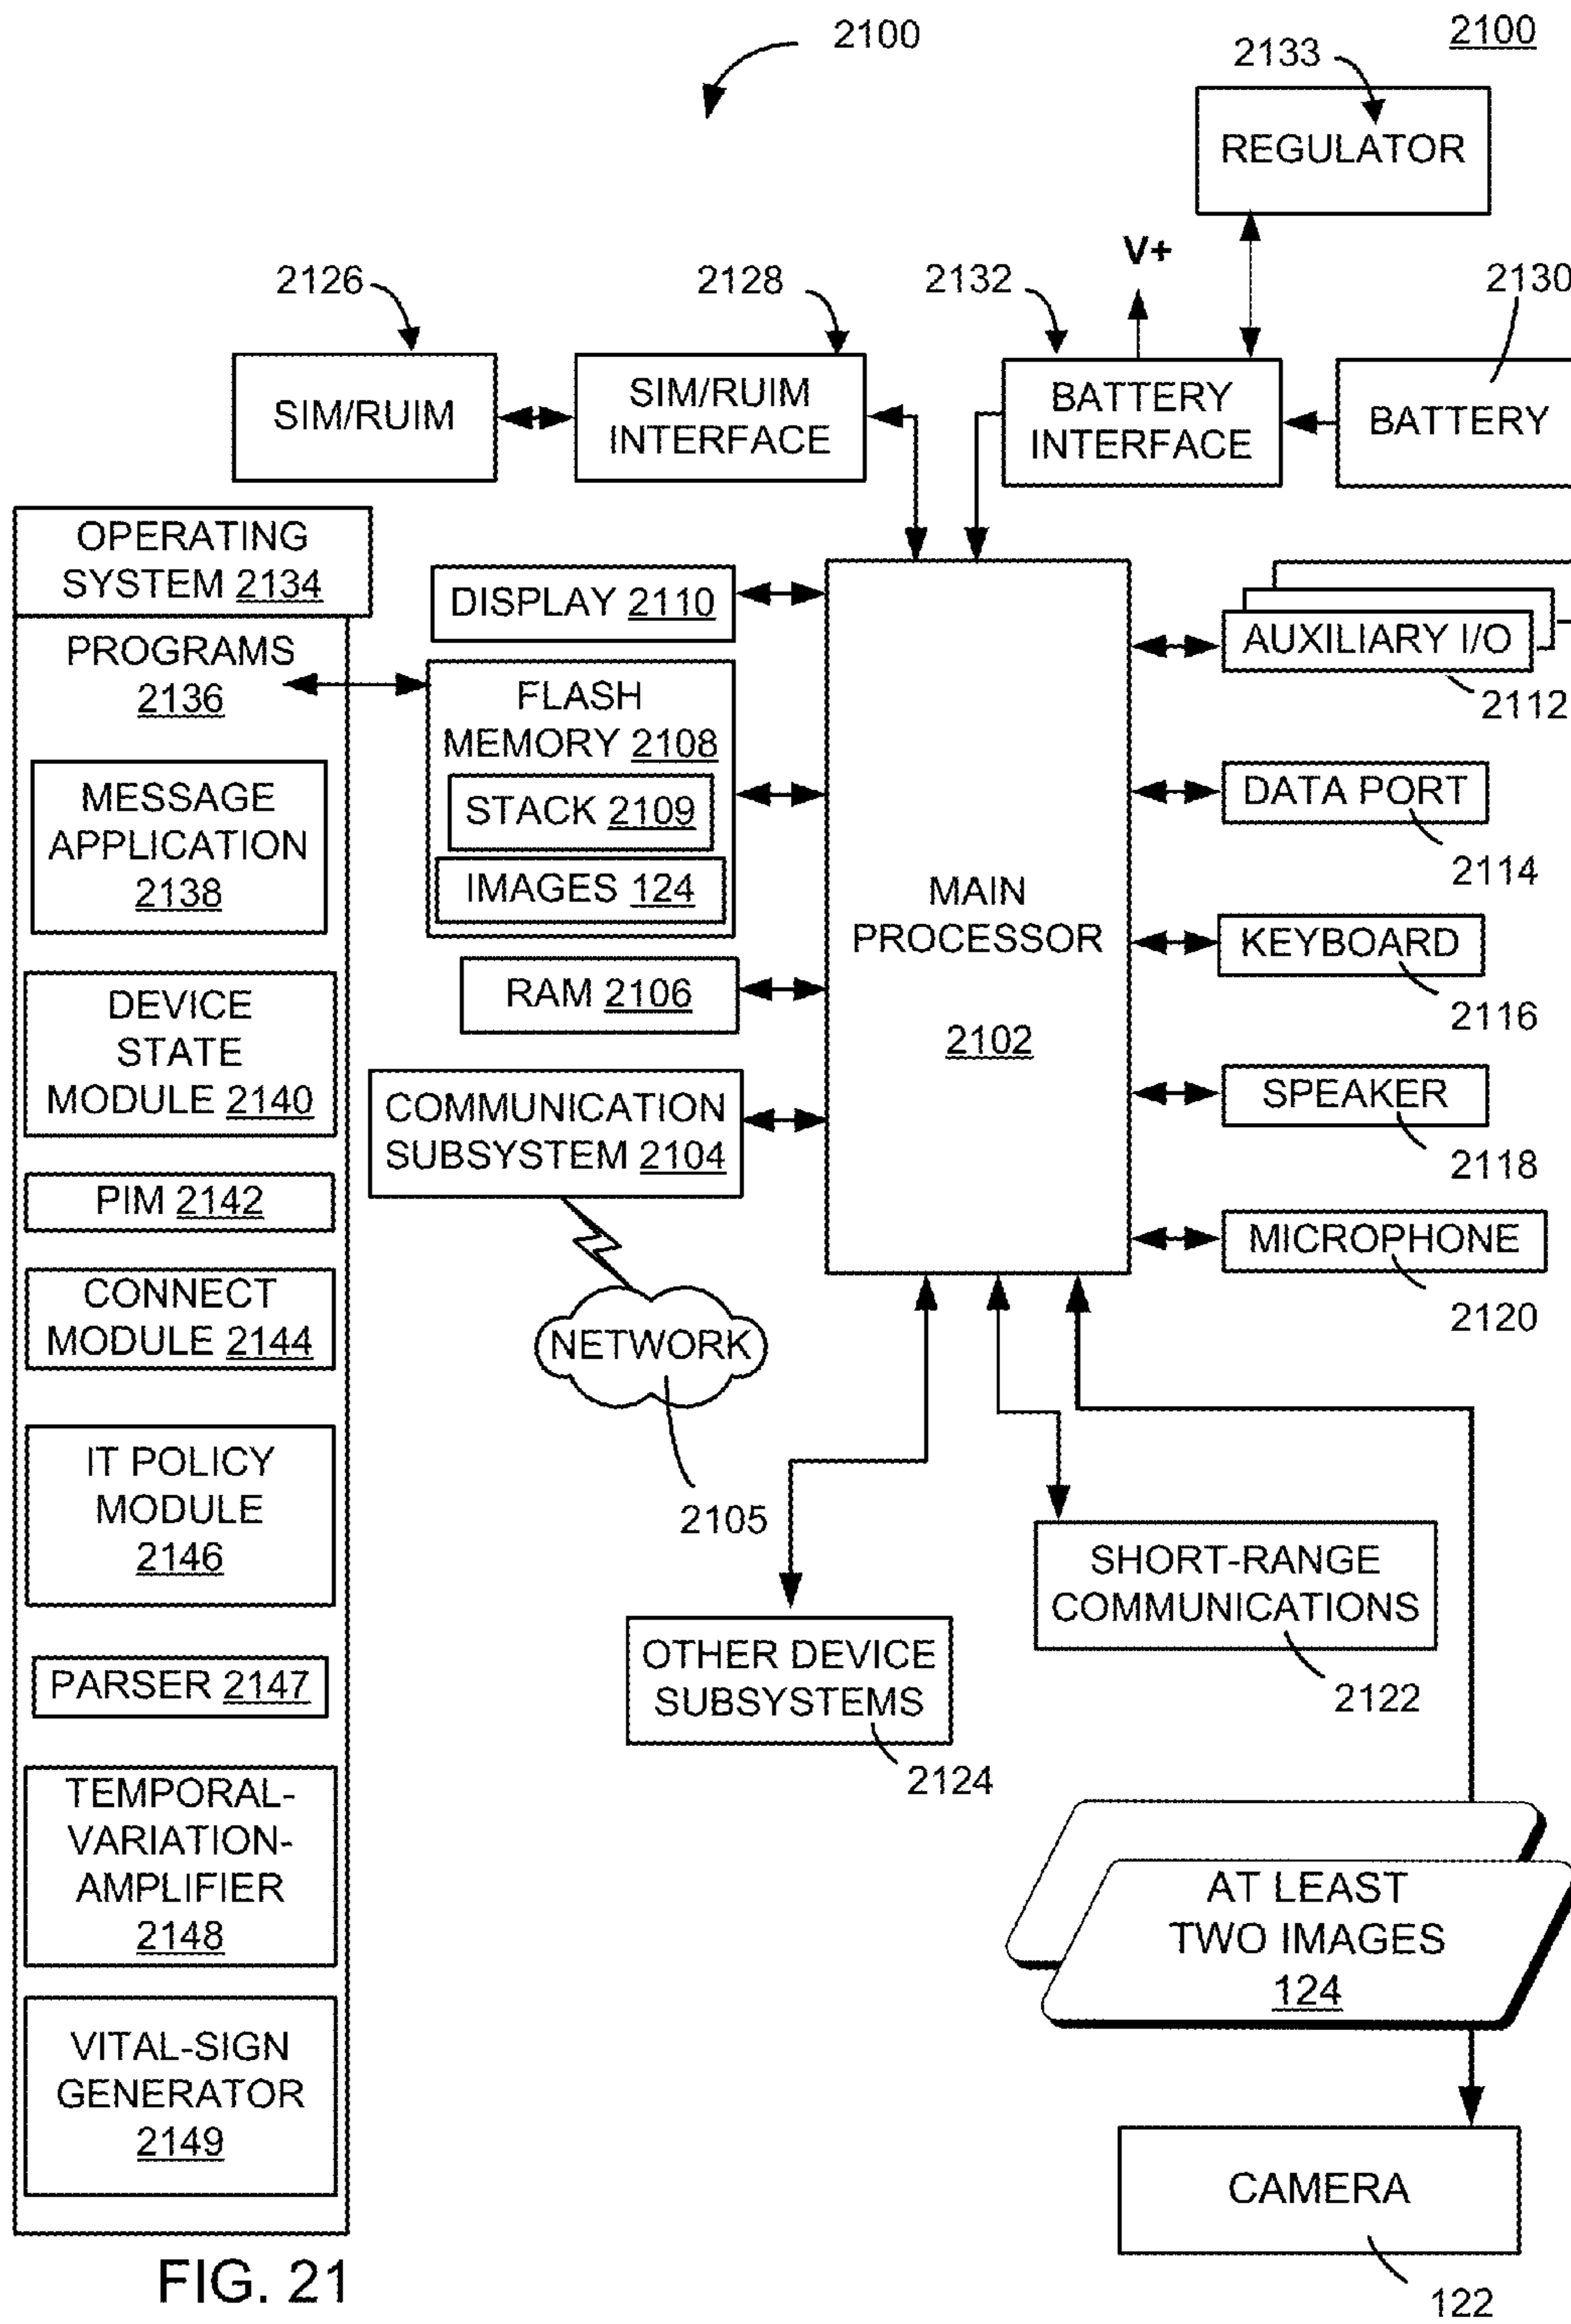 2100
2100
2133
REGULATOR
V+
2126
2128
2132
2130
SIM/RUIM
SIM/RUIM
INTERFACE
BATTERY
INTERFACE
BATTERY
OPERATING
SYSTEM 2134
PROGRAMS
2136
MESSAGE
APPLICATION
2138
DEVICE
STATE
MODULE 2140
PIM 2142
CONNECT
MODULE 2144
IT POLICY
MODULE
2146
PARSER 2147
TEMPORAL-
VARIATION-
AMPLIFIER
2148
VITAL-SIGN
GENERATOR
2149
DISPLAY 2110
FLASH
MEMORY 2108
STACK 2109
IMAGES 124
RAM 2106
COMMUNICATION
SUBSYSTEM 2104
NETWORK
2105
MAIN
PROCESSOR
2102
AUXILIARY I/O
2112
DATA PORT
2114
KEYBOARD
2116
SPEAKER
2118
MICROPHONE
2120
OTHER DEVICE
SUBSYSTEMS
2124
SHORT-RANGE
COMMUNICATIONS
2122
AT LEAST
TWO IMAGES
124
CAMERA
122
FIG. 21